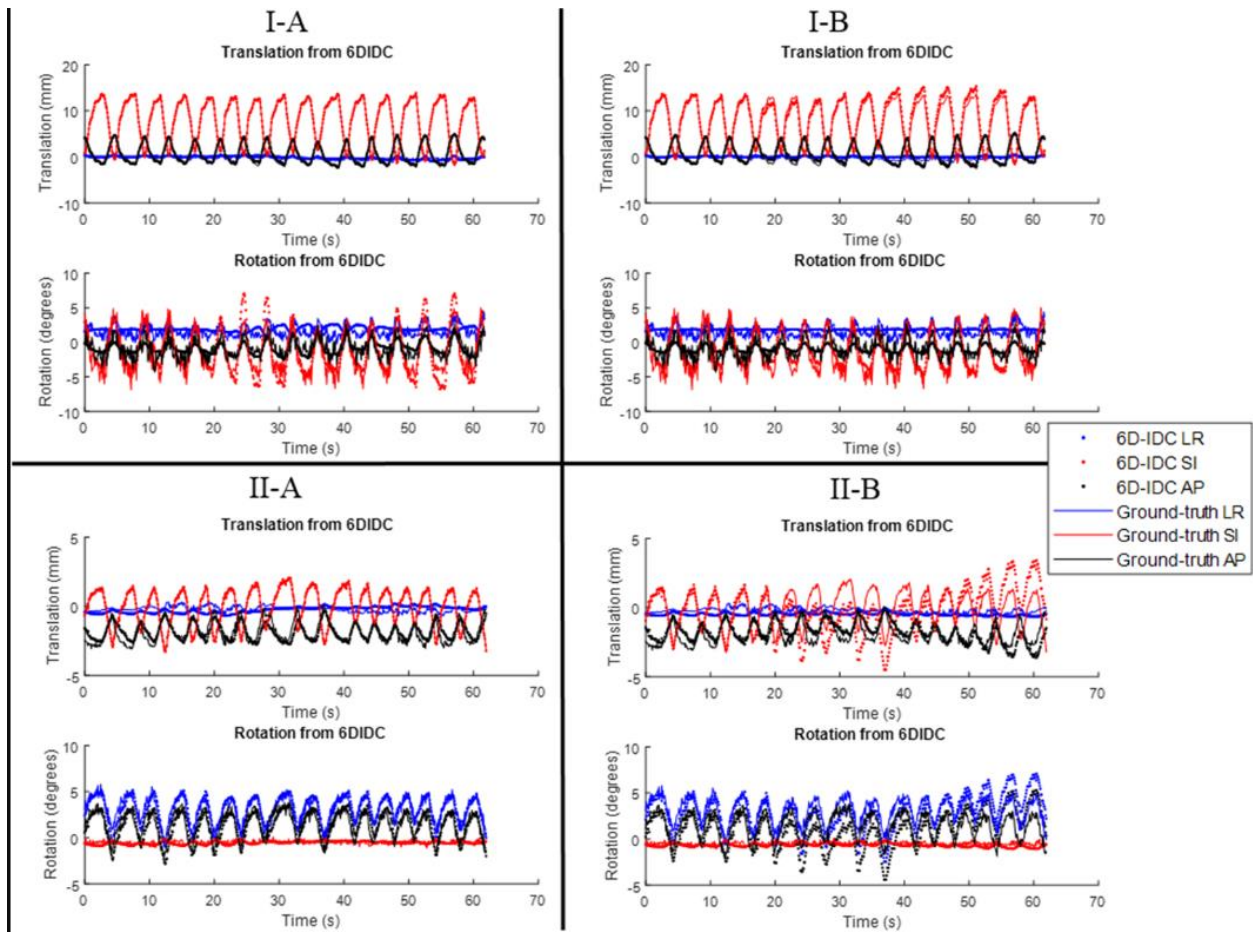 I-A
Translation from 6DIDC
Translation (mm)
20
10
0
-10
0 10 20 30 40 50 60 70
Time (s)
Rotation from 6DIDC
Rotation (degrees)
10
5
0
-5
-10
0 10 20 30 40 50 60 70
Time (s)
I-B
Translation from 6DIDC
Translation (mm)
20
10
0
-10
0 10 20 30 40 50 60 70
Time (s)
Rotation from 6DIDC
Rotation (degrees)
10
5
0
-5
-10
0 10 20 30 40 50 60 70
Time (s)
6D-IDC LR
6D-IDC SI
6D-IDC AP
Ground-truth LR
Ground-truth SI
Ground-truth AP
II-A
Translation from 6DIDC
Translation (mm)
5
0
-5
0 10 20 30 40 50 60 70
Time (s)
Rotation from 6DIDC
Rotation (degrees)
10
5
0
-5
0 10 20 30 40 50 60 70
Time (s)
II-B
Translation from 6DIDC
Translation (mm)
5
0
-5
0 10 20 30 40 50 60 70
Time (s)
Rotation from 6DIDC
Rotation (degrees)
10
5
0
-5
0 10 20 30 40 50 60 70
Time (s)